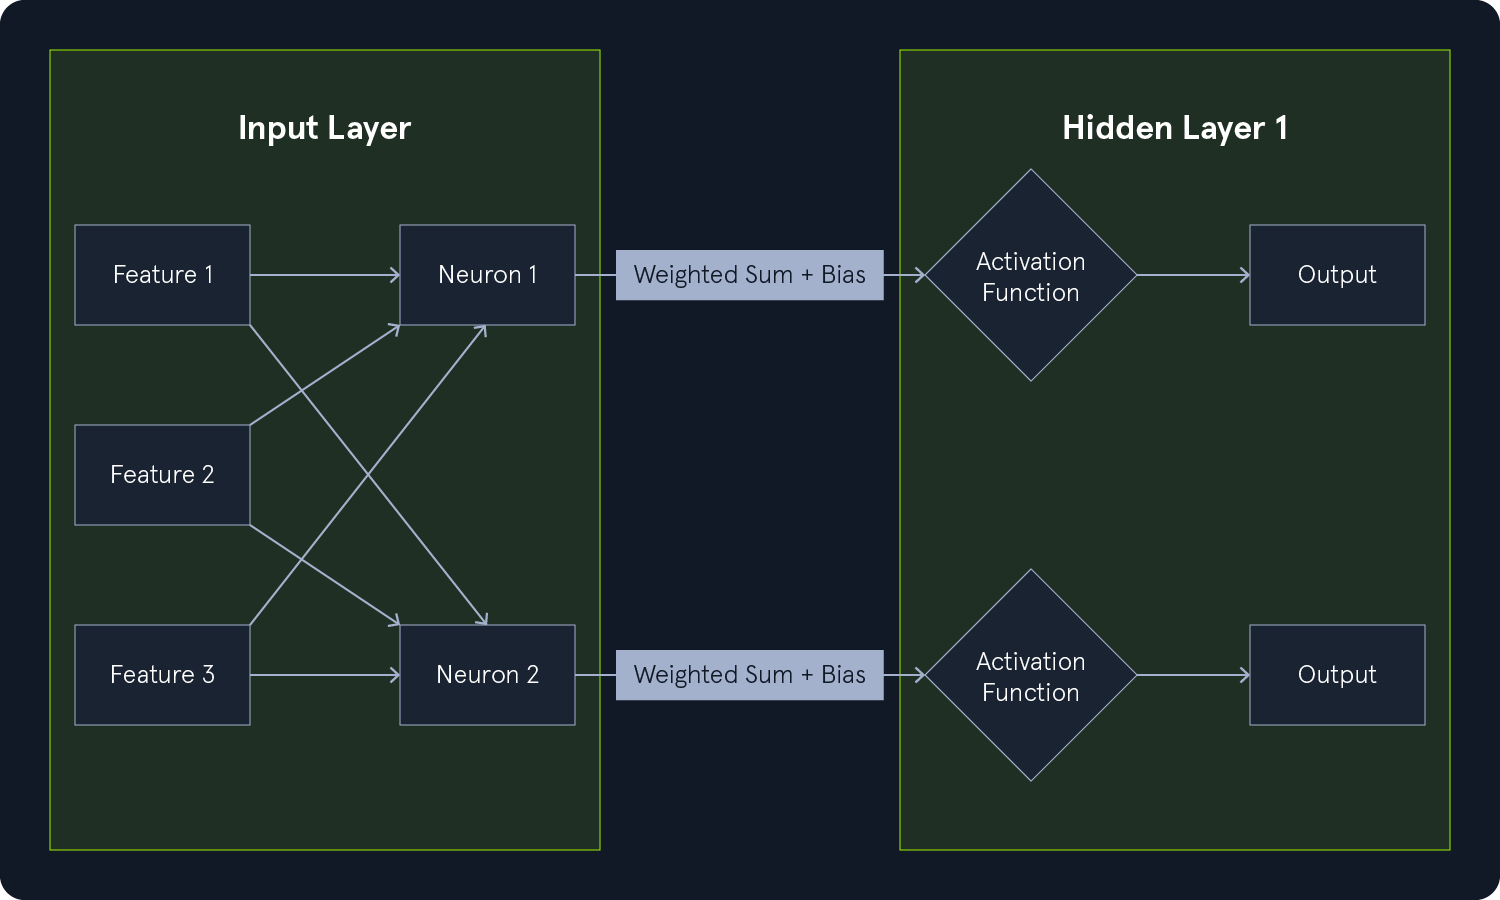 Input Layer
Hidden Layer 1
Feature 1
Neuron 1
Weighted Sum + Bias
Activation
Function
Output
Feature 2
Feature 3
Neuron 2
Weighted Sum + Bias
Activation
Function
Output